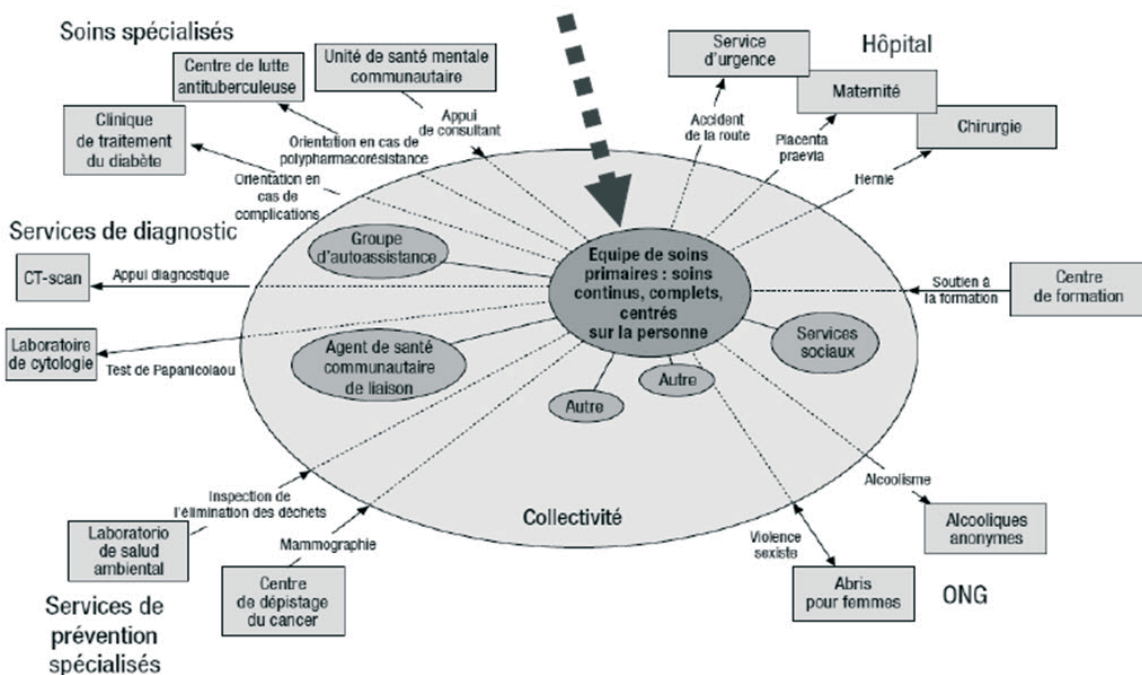 Soins spécialisés
Unité de santé mentale
communautaire
Centre de lutte
antituberculeuse
Clinique
de traitement
du diabète
Appui
de consultant
Orientation en cas de
polypharmacorésistance
Orientation en
cas de
complications
Service
d'urgence
Hôpital
Maternité
Chirurgie
Accident
de la route
Placenta
praevia
Hernie
Services de diagnostic
CT-scan
Appui diagnostique
Laboratoire
de cytologie
Test de Papanicolaou
Groupe
d'autoassistance
Equipe de soins
primaires : soins
continus, complets,
centrés
sur la personne
Agent de santé
communautaire
de liaison
Autre
Autre
Services
sociaux
Soutien à
la formation
Centre
de formation
Collectivité
Inspection de
l'élimination des déchets
Mammographie
Laboratorio
de salud
ambiental
Centre
de dépistage
du cancer
Services de
prévention
spécialisés
Alcoolisme
Alcooliques
anonymes
Violence
sexiste
Abris
pour femmes
ONG